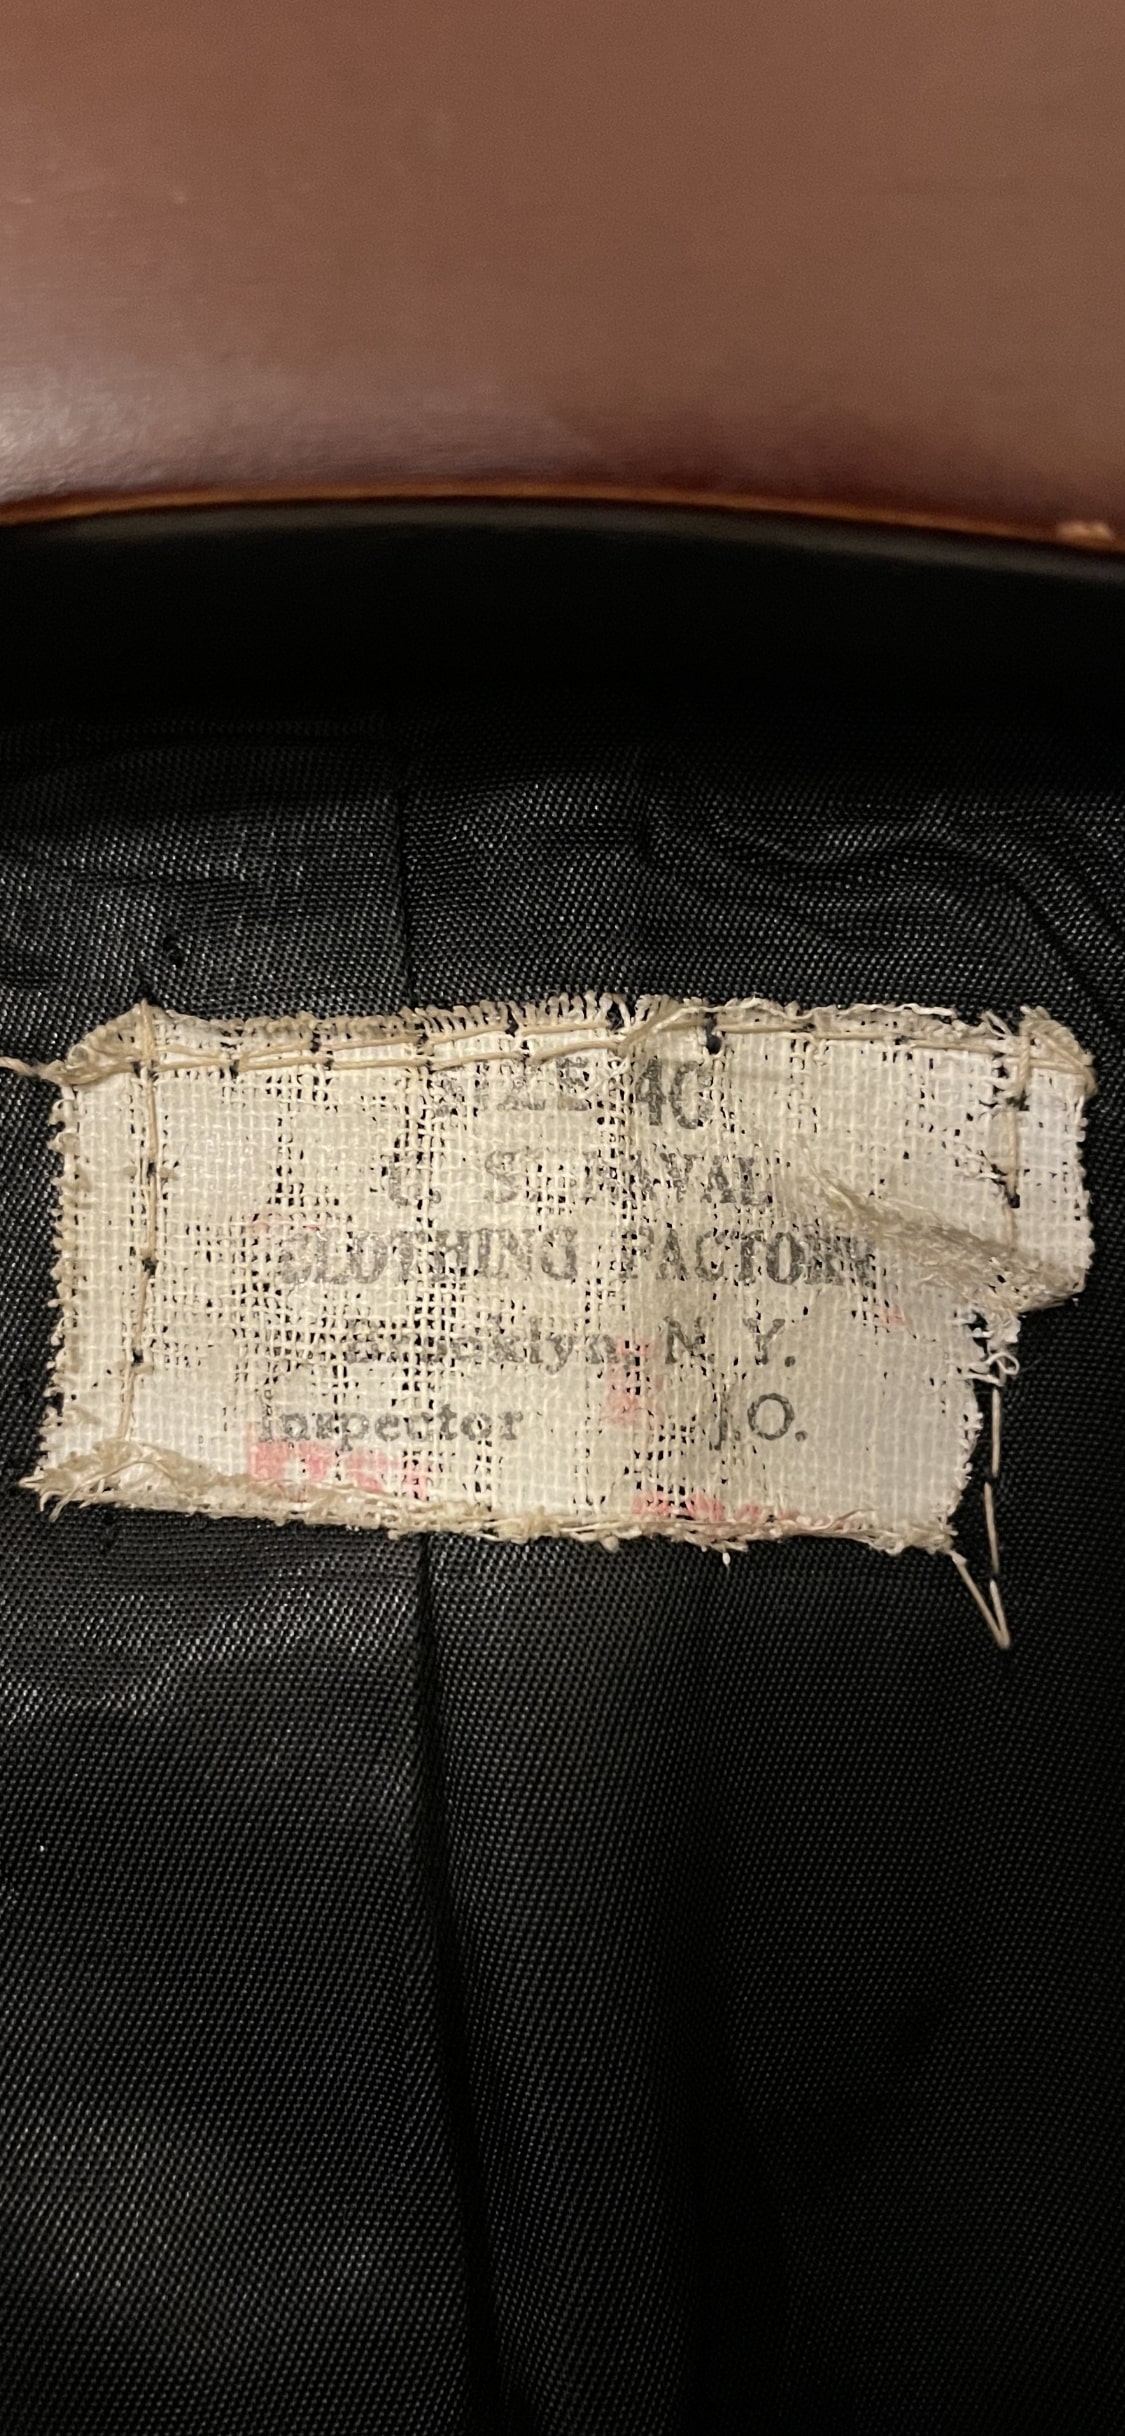 SIZE 40
U. S. NAVAL
CLOTHING FACTORY
Brooklyn, N. Y.
Inspector J.O.